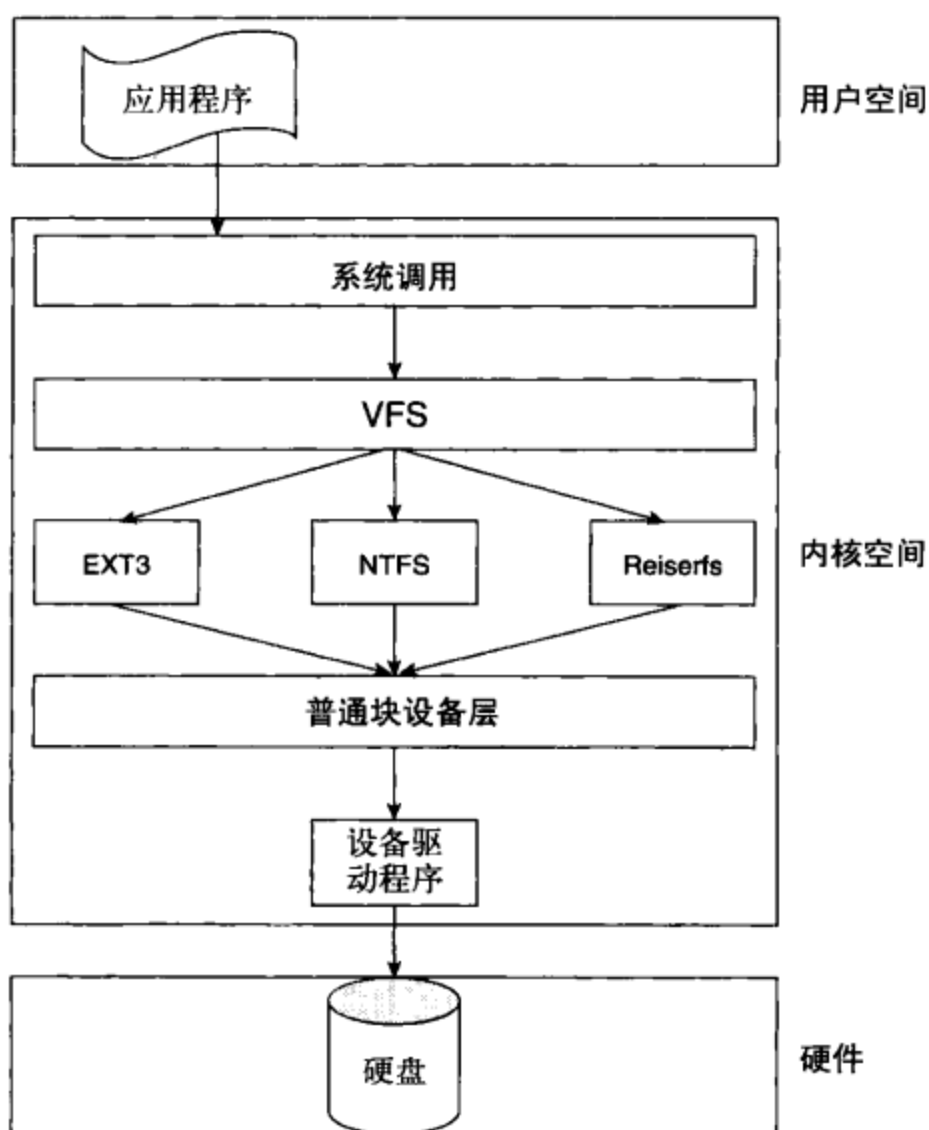 应用程序
用户空间
系统调用
VFS
EXT3
NTFS
Reiserfs
内核空间
普通块设备层
设备驱
动程序
硬盘
硬件